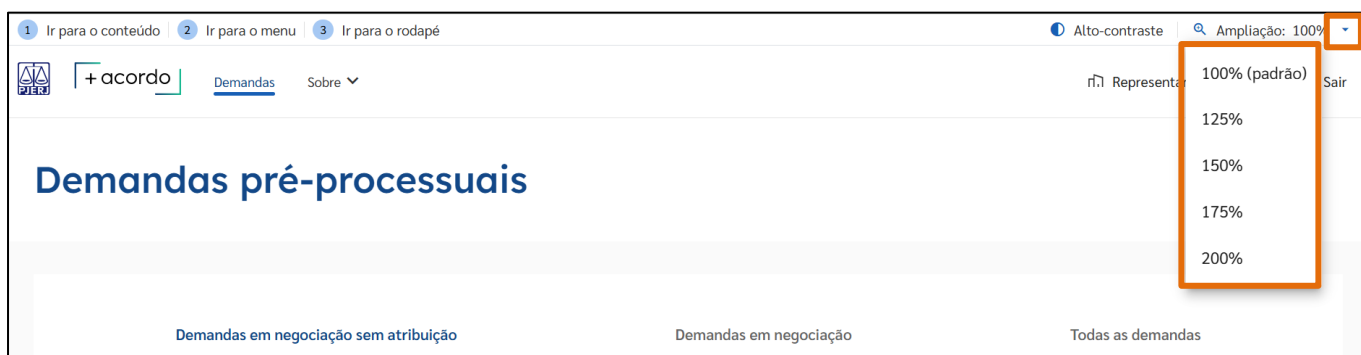 1 Ir para o conteúdo 2 Ir para o menu 3 Ir para o rodapé Alto-contraste Ampliação: 100%
PJERJ +acordo Demandas Sobre Sair
100% (padrão)
125%
150%
175%
200%
Demandas pré-processuais
Demandas em negociação sem atribuição Demandas em negociação Todas as demandas